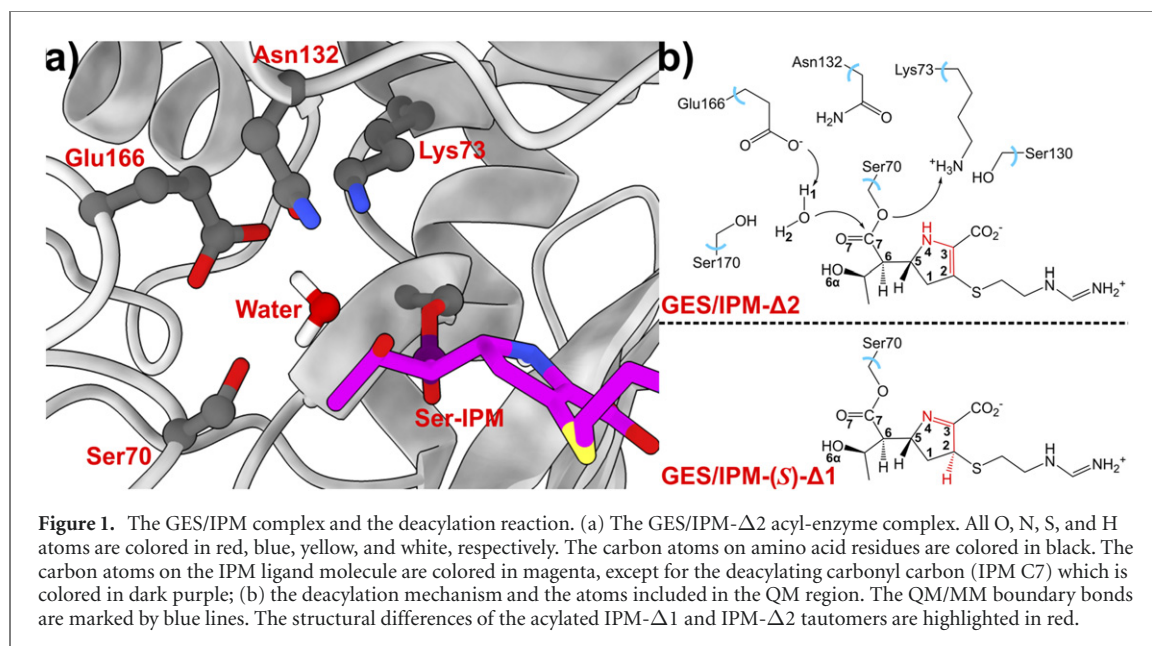 a)
Asn132
Glu166
Lys73
Water
Ser-IPM
Ser70
b)
Asn132
Lys73
Glu166
H₂N
O
O
O⁻
Ser70
⁺H₃N
Ser130
HO
H₁
H O
H₂
O
OH
Ser170
O
7
C
7
H
N
4
CO₂⁻
3
5
6
HO
6α
H
H
1
2
S
H
N
NH₂⁺
GES/IPM-Δ2
Ser70
O
O
7
C
7
N
4
CO₂⁻
3
5
6
HO
6α
H
H
1
2
S
H
H
N
NH₂⁺
GES/IPM-(S)-Δ1
Figure 1. The GES/IPM complex and the deacylation reaction. (a) The GES/IPM-Δ2 acyl-enzyme complex. All O, N, S, and H
atoms are colored in red, blue, yellow, and white, respectively. The carbon atoms on amino acid residues are colored in black. The
carbon atoms on the IPM ligand molecule are colored in magenta, except for the deacylating carbonyl carbon (IPM C7) which is
colored in dark purple; (b) the deacylation mechanism and the atoms included in the QM region. The QM/MM boundary bonds
are marked by blue lines. The structural differences of the acylated IPM-Δ1 and IPM-Δ2 tautomers are highlighted in red.